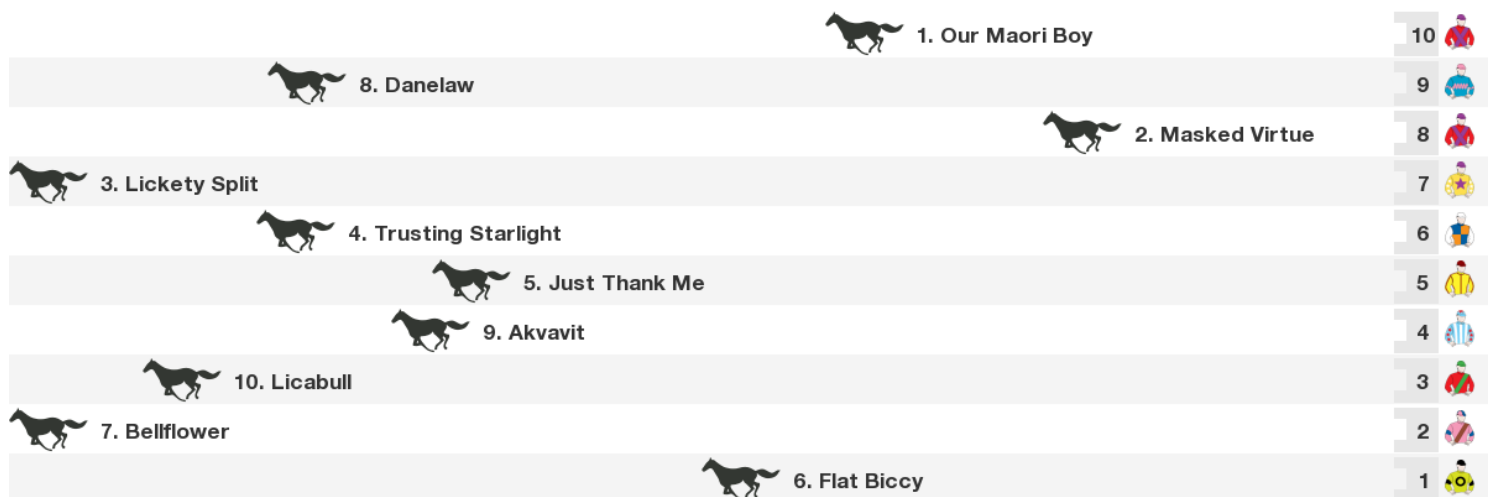 1. Our Maori Boy 10
8. Danelaw 9
2. Masked Virtue 8
3. Lickety Split 7
4. Trusting Starlight 6
5. Just Thank Me 5
9. Akvavit 4
10. Licabull 3
7. Bellflower 2
6. Flat Biccy 1